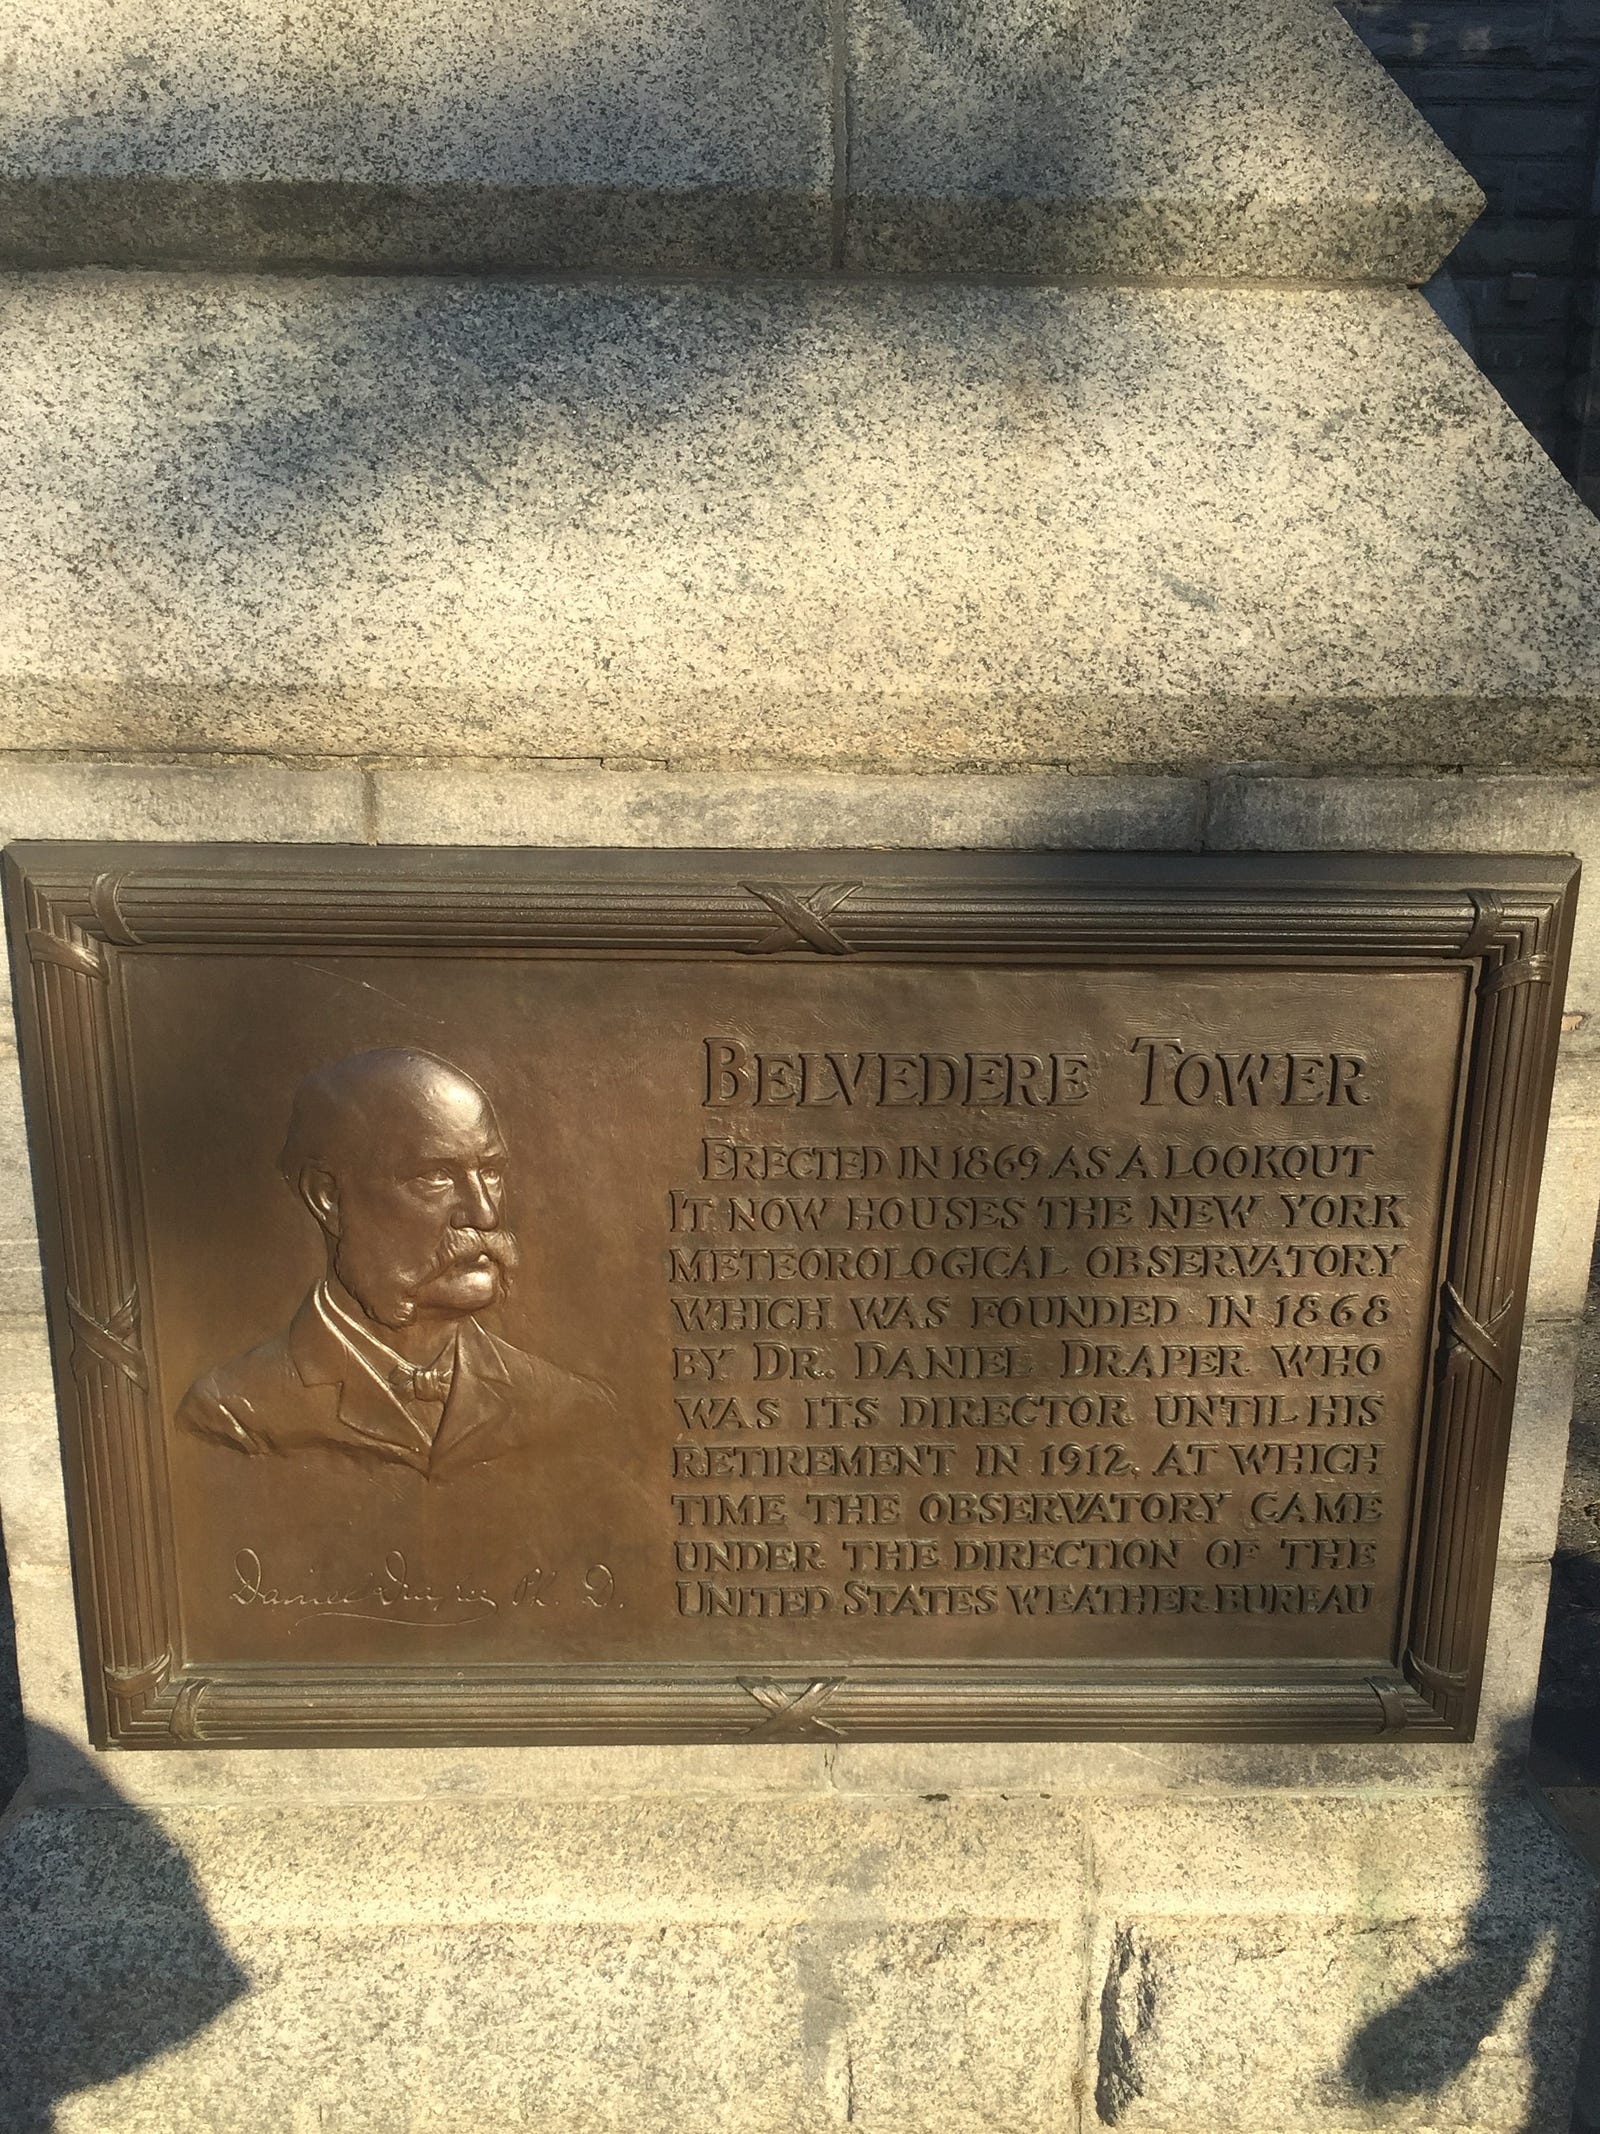 BELVEDERE TOWER
ERECTED IN 1869 AS A LOOKOUT
IT NOW HOUSES THE NEW YORK
METEOROLOGICAL OBSERVATORY
WHICH WAS FOUNDED IN 1868
BY DR. DANIEL DRAPER WHO
WAS ITS DIRECTOR UNTIL HIS
RETIREMENT IN 1912, AT WHICH
TIME THE OBSERVATORY CAME
UNDER THE DIRECTION OF THE
UNITED STATES WEATHER BUREAU
Daniel Draper Ph. D.